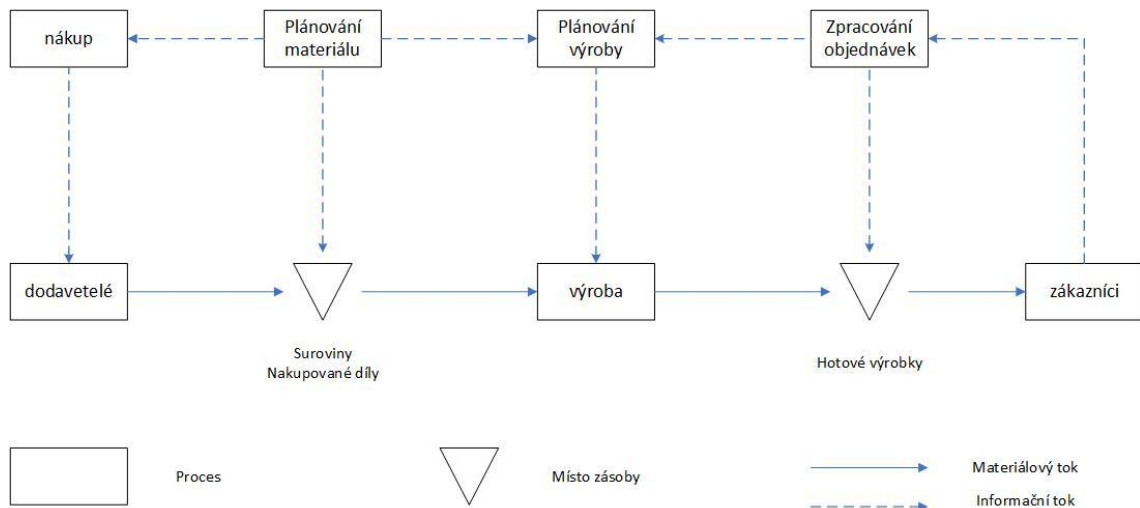 nákup
Plánování
materiálu
Plánování
výroby
Zpracování
objednávek
dodavetelé
výroba
zákazníci
Suroviny
Nakupované díly
Hotové výrobky
Proces
Místo zásoby
Materiálový tok
Informační tok